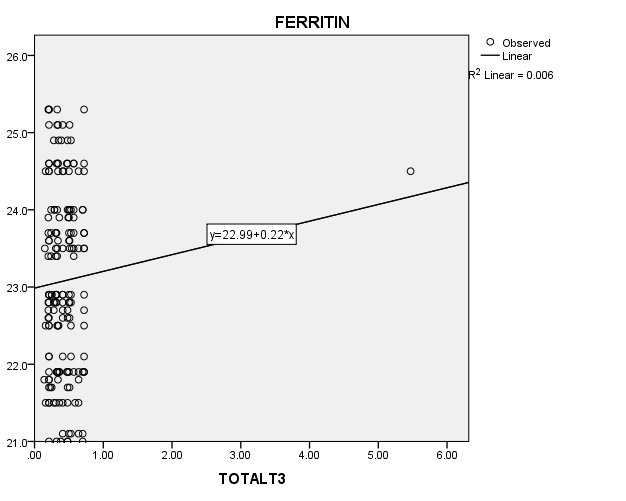 FERRITIN
Observed
Linear
R² Linear = 0.006
26.0
25.0
24.0
23.0
22.0
21.0
y=22.99+0.22*x
.00 1.00 2.00 3.00 4.00 5.00 6.00
TOTALT3